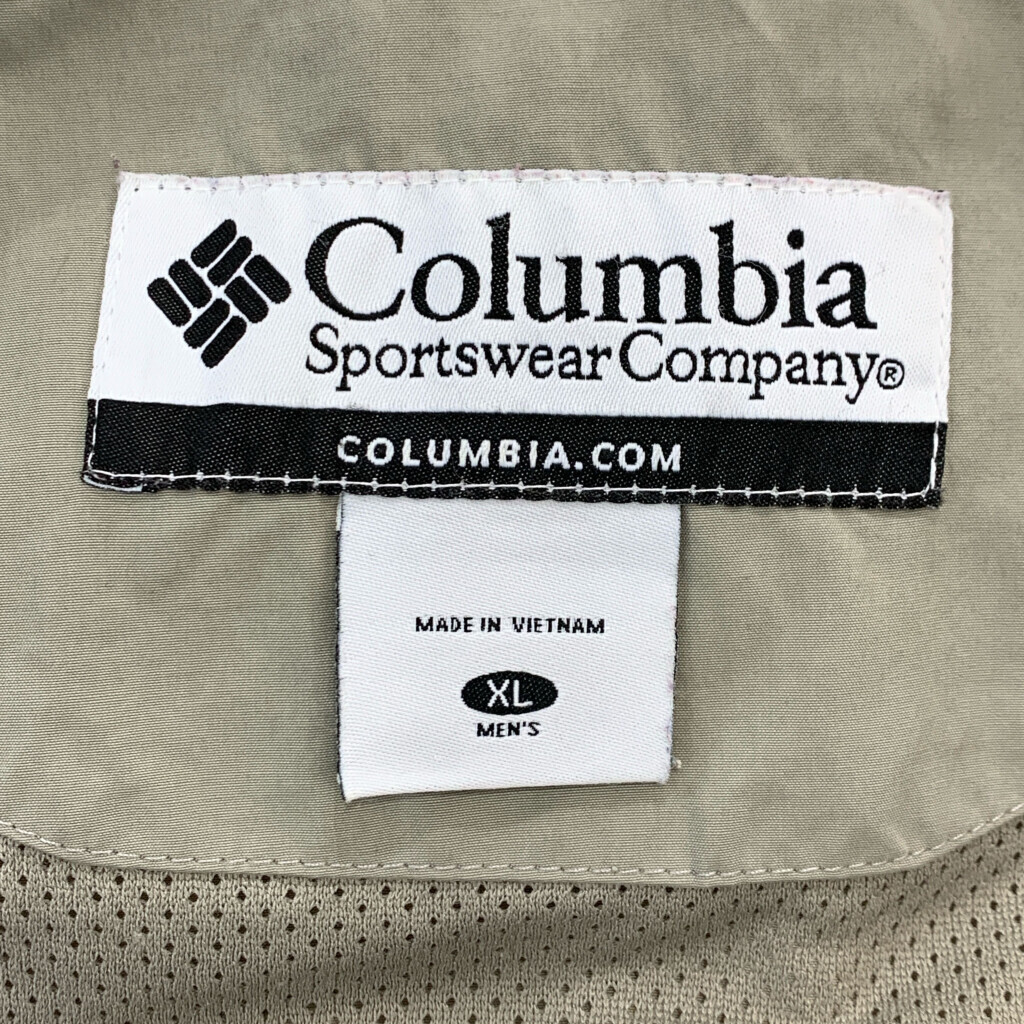 Columbia
Sportswear Company®
COLUMBIA.COM
MADE IN VIETNAM
XL
MEN'S